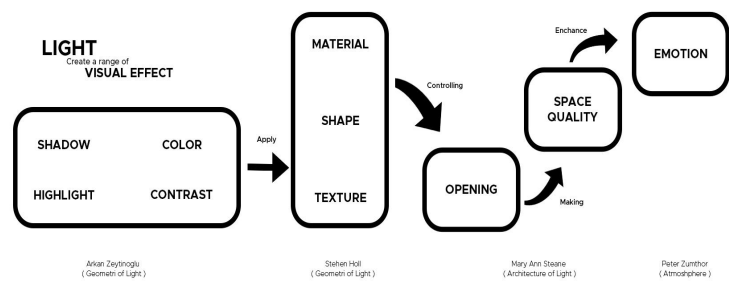 LIGHT
Create a range of
VISUAL EFFECT
SHADOW
COLOR
HIGHLIGHT
CONTRAST
Apply
MATERIAL
SHAPE
TEXTURE
Controlling
OPENING
Making
SPACE
QUALITY
Enchance
EMOTION
Arkan Zeytinoglu
( Geometri of Light )
Stehen Holl
( Geometri of Light )
Mary Ann Steane
( Architecture of Light )
Peter Zumthor
( Atmoshphere )